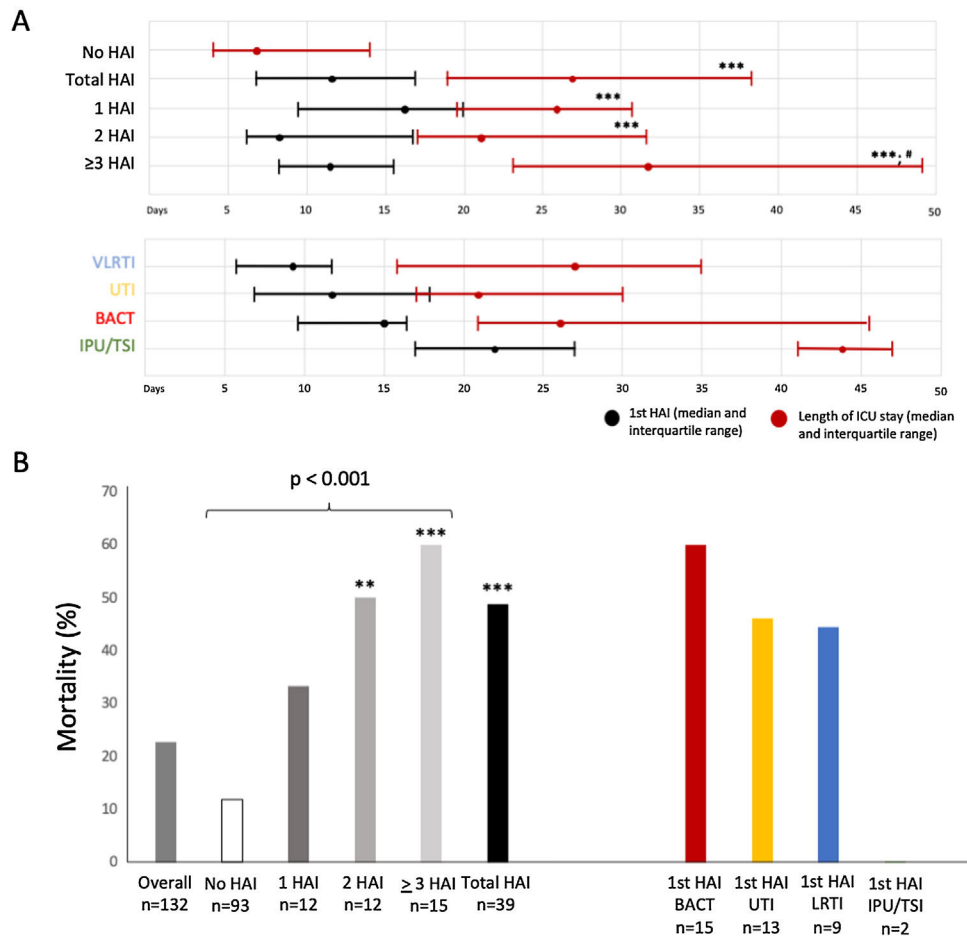 A
No HAI
Total HAI
***
1 HAI
***
2 HAI
***
≥3 HAI
***; #
Days 5 10 15 20 25 30 35 40 45 50
VLRTI
UTI
BACT
IPU/TSI
Days 5 10 15 20 25 30 35 40 45 50
1st HAI (median and
interquartile range)
Length of ICU stay (median
and interquartile range)
B
p < 0.001
Mortality (%)
70
60
50
40
30
20
10
0
**
***
***
Overall
n=132
No HAI
n=93
1 HAI
n=12
2 HAI
n=12
≥ 3 HAI
n=15
Total HAI
n=39
1st HAI
BACT
n=15
1st HAI
UTI
n=13
1st HAI
LRTI
n=9
1st HAI
IPU/TSI
n=2